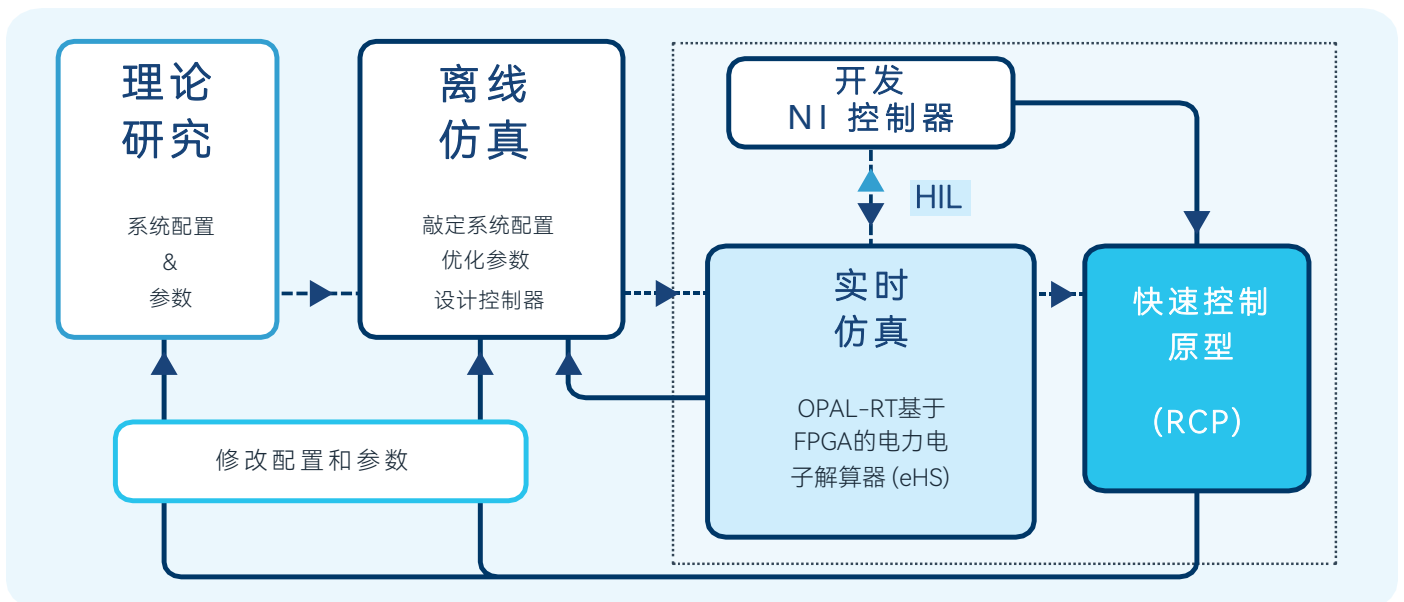 理论
研究
系统配置
&
参数
离线
仿真
敲定系统配置
优化参数
设计控制器
开发
NI 控制器
HIL
实时
仿真
OPAL-RT基于
FPGA的电力电
子解算器 (eHS)
快速控制
原型
(RCP)
修改配置和参数